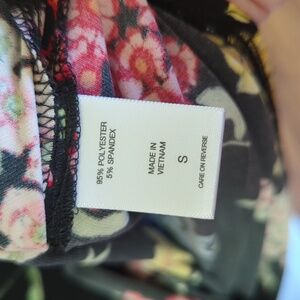 95% POLYESTER
5% SPANDEX
MADE IN
VIETNAM
S
CARE ON REVERSE